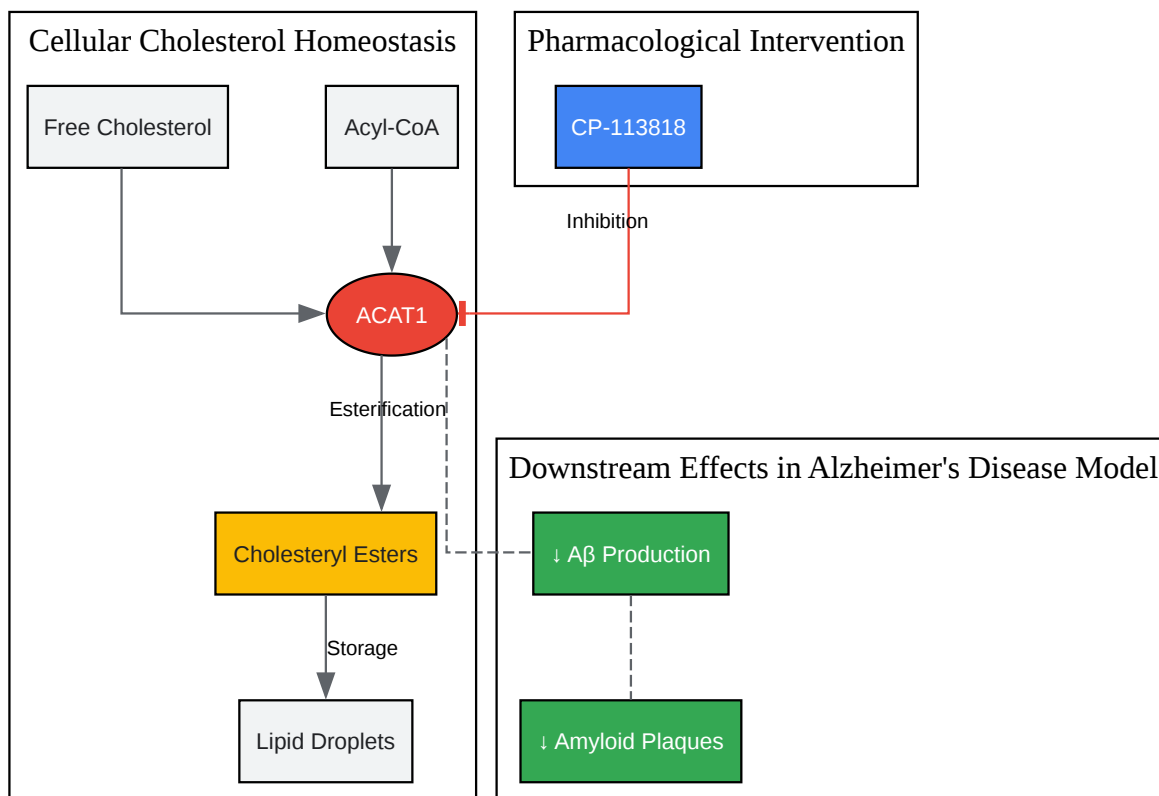 Cellular Cholesterol Homeostasis
Pharmacological Intervention
Free Cholesterol
Acyl-CoA
CP-113818
Inhibition
ACAT1
Esterification
Downstream Effects in Alzheimer's Disease Model
Cholesteryl Esters
↓ Aβ Production
Storage
Lipid Droplets
↓ Amyloid Plaques